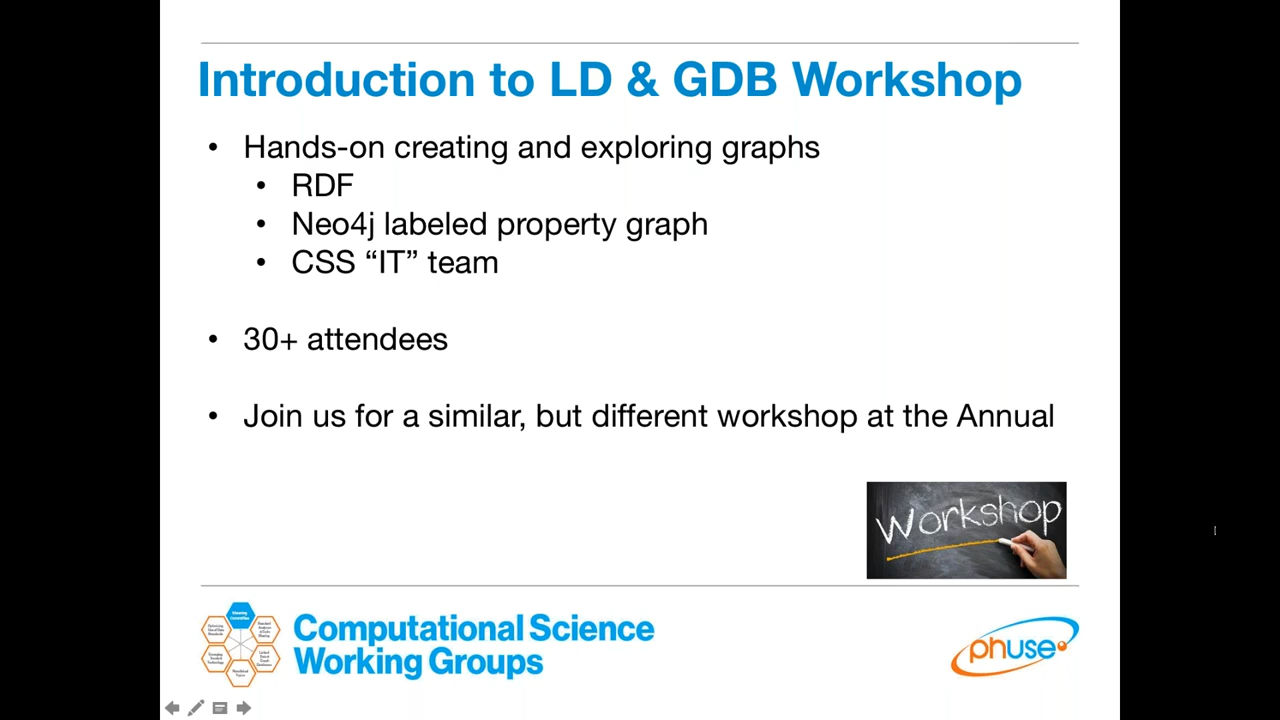 Introduction to LD & GDB Workshop
• Hands-on creating and exploring graphs
• RDF
• Neo4j labeled property graph
• CSS “IT” team
• 30+ attendees
• Join us for a similar, but different workshop at the Annual
Workshop
Computational Science
Working Groups
phuse